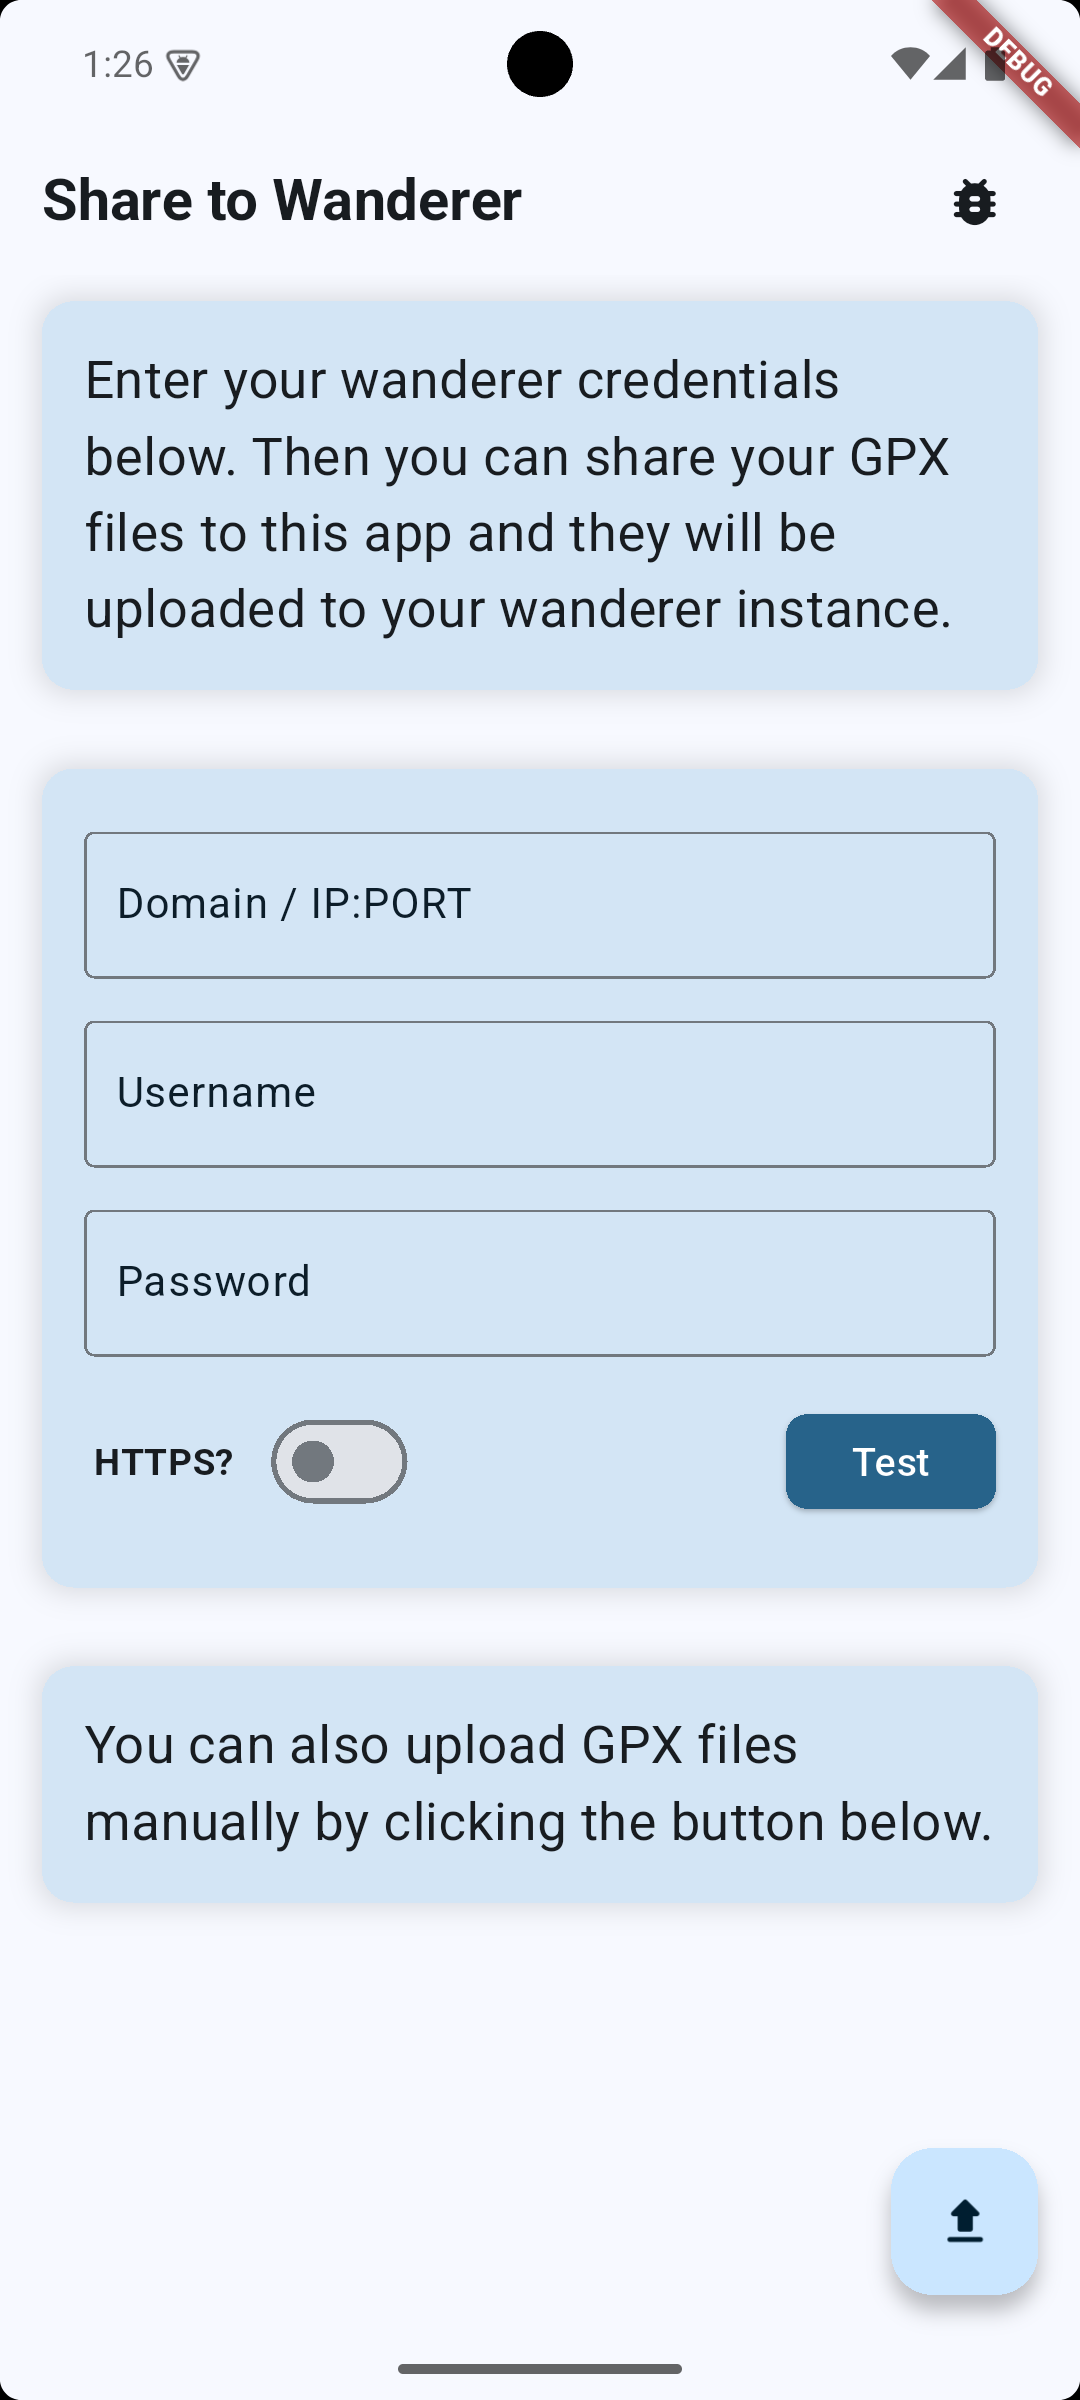 1:26
DEBUG
Share to Wanderer
Enter your wanderer credentials
below. Then you can share your GPX
files to this app and they will be
uploaded to your wanderer instance.
Domain / IP:PORT
Username
Password
HTTPS?
Test
You can also upload GPX files
manually by clicking the button below.